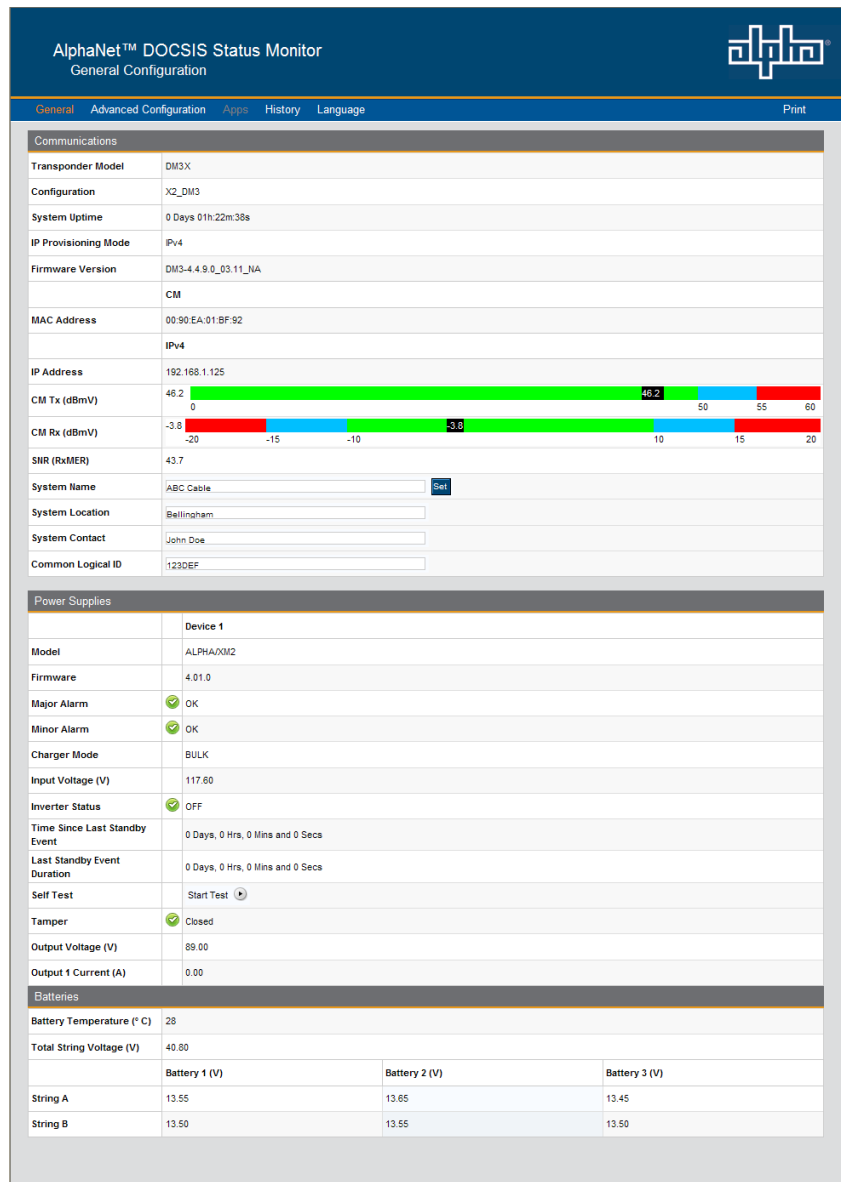 AlphaNet™ DOCSIS Status Monitor
General Configuration
alpha®
General Advanced Configuration Apps History Language Print
Communications
Transponder Model DM3X
Configuration X2_DM3
System Uptime 0 Days 01h:22m:38s
IP Provisioning Mode IPv4
Firmware Version DM3-4.4.9.0_03.11_NA
CM
MAC Address 00:90:EA:01:BF:92
IPv4
IP Address 192.168.1.125
CM Tx (dBmV) 46.2 46.2
0 50 55 60
CM Rx (dBmV) -3.8 -3.8
-20 -15 -10 10 15 20
SNR (RxMER) 43.7
System Name ABC Cable Set
System Location Bellingham
System Contact John Doe
Common Logical ID 123DEF
Power Supplies
Device 1
Model ALPHA/XM2
Firmware 4.01.0
Major Alarm OK
Minor Alarm OK
Charger Mode BULK
Input Voltage (V) 117.60
Inverter Status OFF
Time Since Last Standby
Event 0 Days, 0 Hrs, 0 Mins and 0 Secs
Last Standby Event
Duration 0 Days, 0 Hrs, 0 Mins and 0 Secs
Self Test Start Test
Tamper Closed
Output Voltage (V) 89.00
Output 1 Current (A) 0.00
Batteries
Battery Temperature (º C) 28
Total String Voltage (V) 40.80
Battery 1 (V) Battery 2 (V) Battery 3 (V)
String A 13.55 13.65 13.45
String B 13.50 13.55 13.50